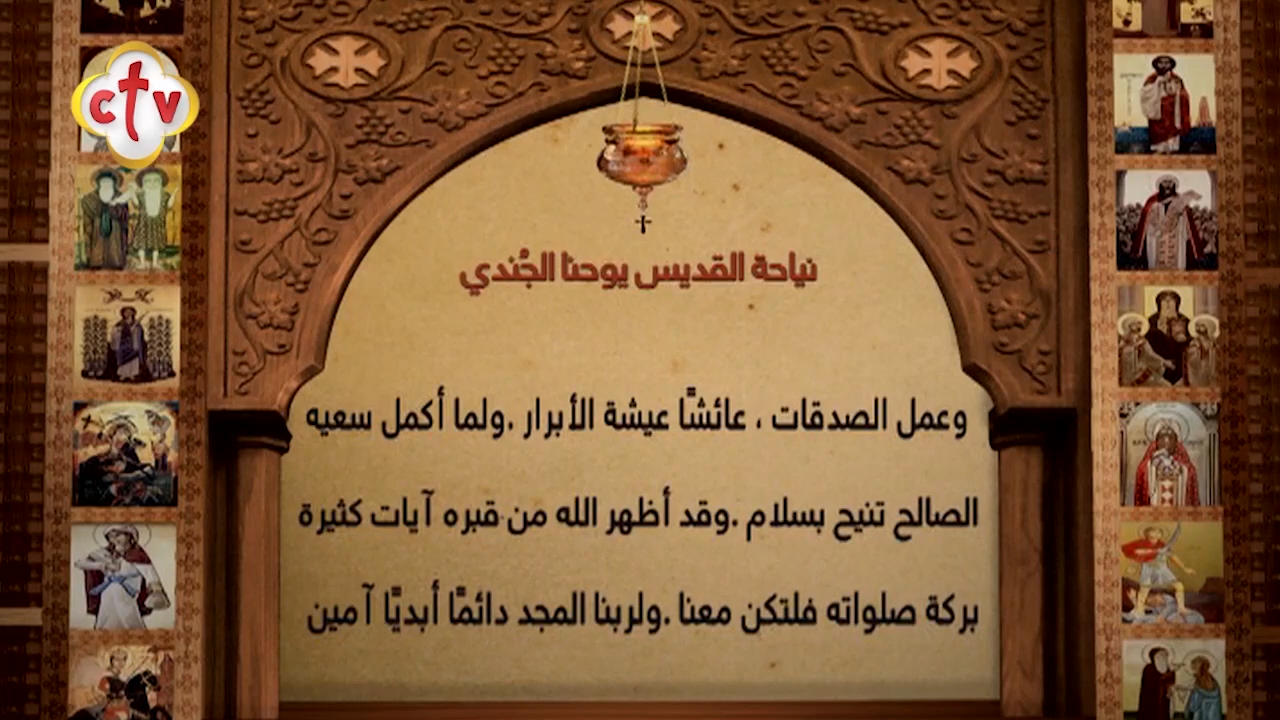 ctv
نياحة القديس يوحنا الجُندي
وعمل الصدقات ، عائشًا عيشة الأبرار .ولما أكمل سعيه
الصالح تنيح بسلام .وقد أظهر الله من قبره آيات كثيرة
بركة صلواته فلتكن معنا .ولربنا المجد دائمًا أبديًا آمين